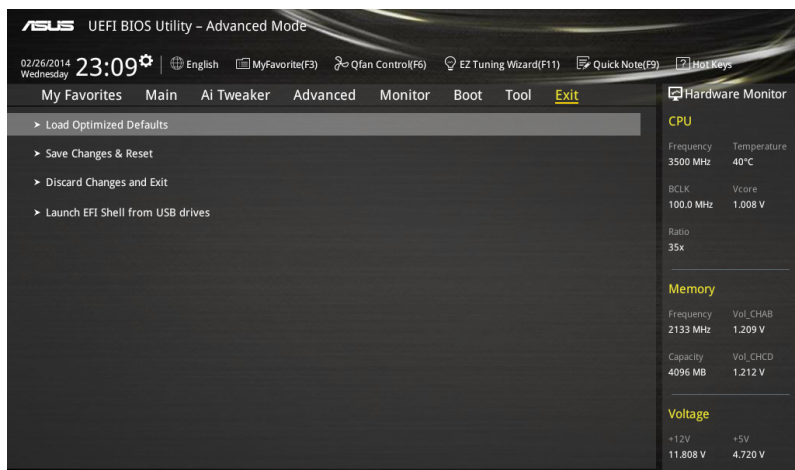 ASUS UEFI BIOS Utility – Advanced Mode
02/26/2014
Wednesday 23:09 English MyFavorite(F3) Qfan Control(F6) EZ Tuning Wizard(F11) Quick Note(F9) ? Hot Keys
My Favorites Main Ai Tweaker Advanced Monitor Boot Tool Exit
Hardware Monitor
> Load Optimized Defaults
> Save Changes & Reset
> Discard Changes and Exit
> Launch EFI Shell from USB drives
CPU
Frequency Temperature
3500 MHz 40°C
BCLK Vcore
100.0 MHz 1.008 V
Ratio
35x
Memory
Frequency Vol_CHAB
2133 MHz 1.209 V
Capacity Vol_CHCD
4096 MB 1.212 V
Voltage
+12V +5V
11.808 V 4.720 V